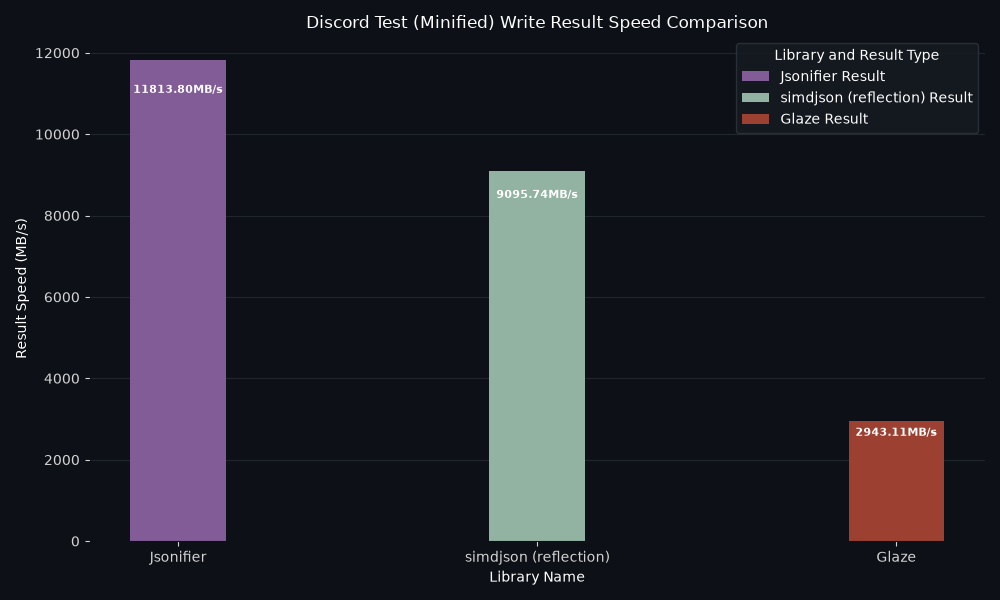 Discord Test (Minified) Write Result Speed Comparison
Library and Result Type
Jsonifier Result
simdjson (reflection) Result
Glaze Result
12000
10000
8000
6000
4000
2000
0
Result Speed (MB/s)
11813.80MB/s
9095.74MB/s
2943.11MB/s
Jsonifier
simdjson (reflection)
Glaze
Library Name